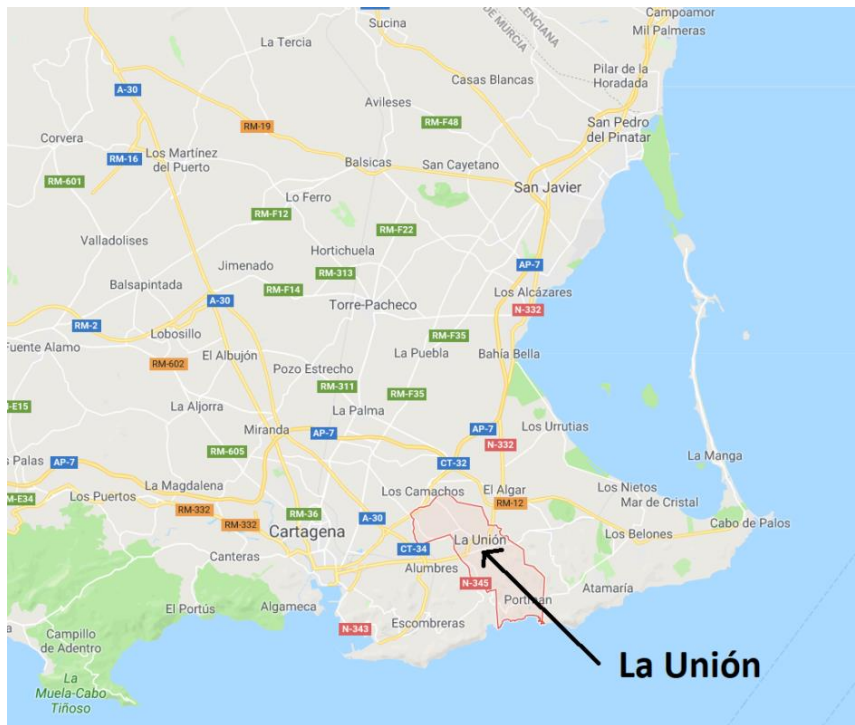 Campoamor
Mil Palmeras
Sucina
VALENCIANA
DE MURCIA
La Tercia
Pilar de la
Horadada
Casas Blancas
A-30
Avileses
RM-F48
San Pedro
del Pinatar
RM-19
Corvera
RM-16
Los Martínez
del Puerto
Balsicas
San Cayetano
RM-601
San Javier
Lo Ferro
RM-F12
RM-F22
Valladolises
Hortichuela
Jimenado
RM-313
AP-7
Balsapintada
RM-F14
Los Alcázares
A-30
Torre-Pacheco
N-332
RM-2
Lobosillo
RM-F35
Fuente Alamo
El Albujón
La Puebla
Bahía Bella
RM-602
Pozo Estrecho
RM-311
RM-F35
M-E15
La Aljorra
La Palma
Miranda
AP-7
AP-7
Los Urrutias
N-332
RM-605
s Palas
AP-7
CT-32
La Manga
La Magdalena
Los Camachos
El Algar
Los Nietos
M-E34
Los Puertos
RM-332
RM-36
RM-12
Mar de Cristal
RM-332
A-30
Cabo de Palos
Cartagena
La Unión
Los Belones
CT-34
Canteras
Alumbres
N-345
Atamaría
Portman
El Portús
Algameca
Escombreras
N-343
Campillo
de Adentro
La Unión
La
Muela-Cabo
Tiñoso